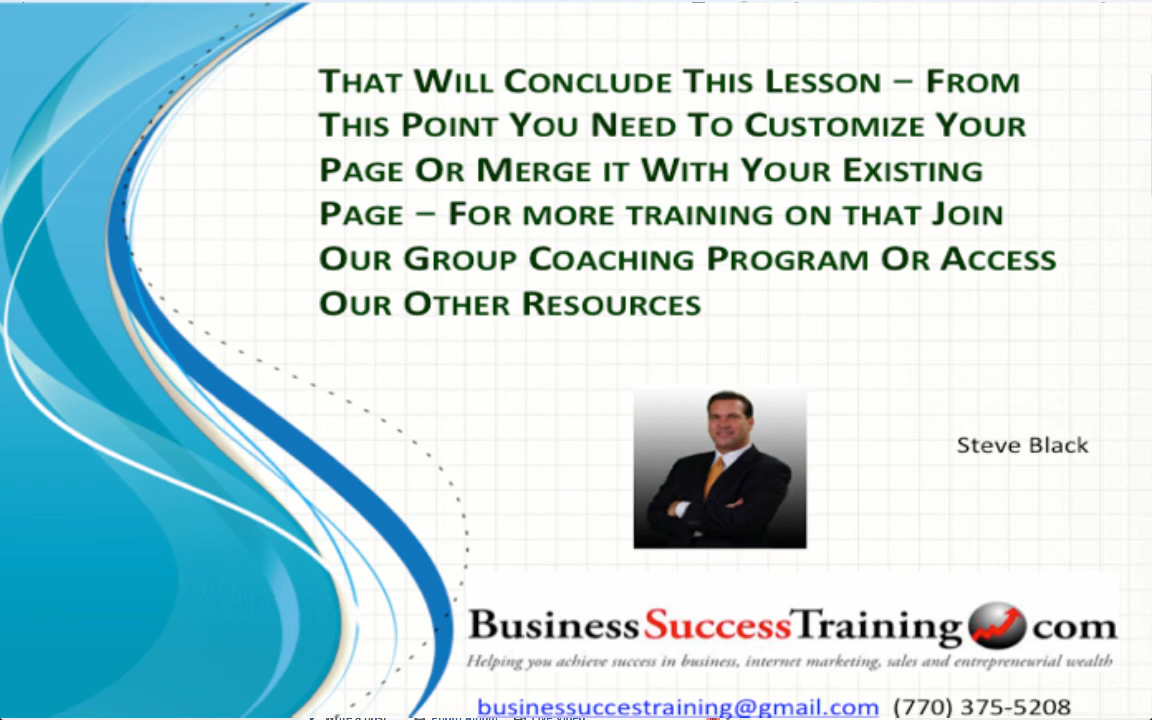 THAT WILL CONCLUDE THIS LESSON – FROM
THIS POINT YOU NEED TO CUSTOMIZE YOUR
PAGE OR MERGE IT WITH YOUR EXISTING
PAGE – FOR MORE TRAINING ON THAT JOIN
OUR GROUP COACHING PROGRAM OR ACCESS
OUR OTHER RESOURCES
Steve Black
BusinessSuccessTraining com
Helping you achieve success in business, internet marketing, sales and entrepreneurial wealth
businessuccestraining@gmail.com (770) 375-5208